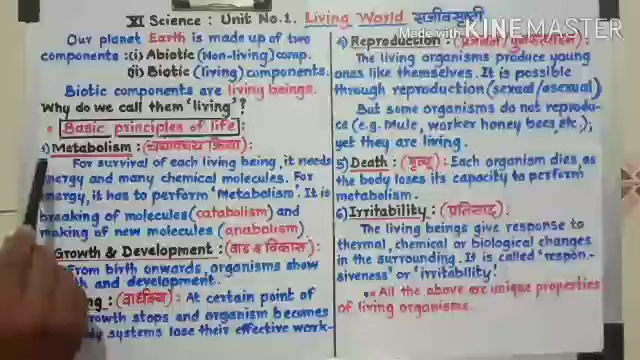 XI Science : Unit No.1. Living World सजीवसृष्टी
Made with KINEMASTER
Our planet Earth is made up of two
components : (i) Abiotic (Non-living) comp.
(ii) Biotic (living) components.
Biotic components are living beings.
Why do we call them 'living'?
Basic principles of life:
Metabolism : (चयापचय क्रिया) :
For survival of each living being, it needs
energy and many chemical molecules. For
energy, it has to perform 'Metabolism'. It is
breaking of molecules (catabolism) and
making of new molecules (anabolism).
Growth & Development : (वाढ व विकास) :
From birth onwards, organisms show
and development.
(वार्धक्य) : At certain point of
growth stops and organism becomes
systems lose their effective work-
4) Reproduction :
The living organisms produce young
ones like themselves. It is possible
through reproduction (sexual/asexual)
But some organisms do not reprodu-
ce (e.g. Mule, worker honey bees, etc);
yet they are living.
5) Death : (मृत्यू) : Each organism dies, as
the body loses its capacity to perform
metabolism.
6) Irritability : (प्रतिसाद) :
The living beings give response to
thermal, chemical or biological changes
in the surrounding. It is called 'respon-
siveness' or 'irritability'.
All the above are unique properties
of living organisms.